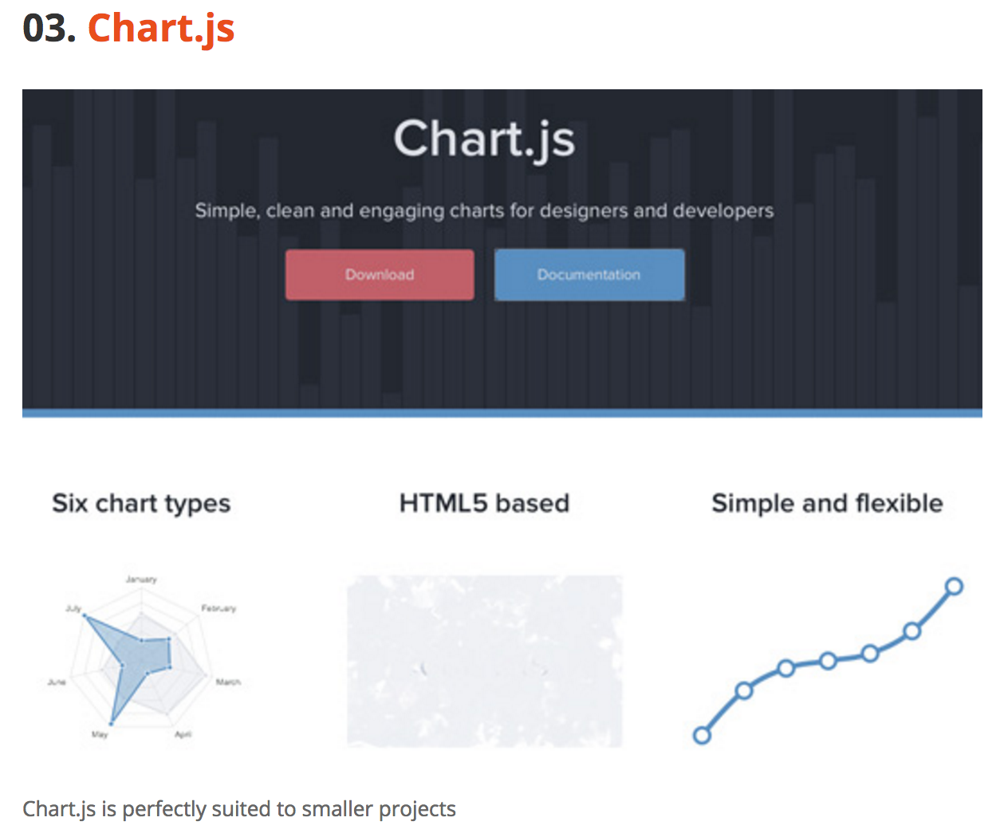 03. Chart.js
Chart.js
Simple, clean and engaging charts for designers and developers
Download
Documentation
Six chart types
HTML5 based
Simple and flexible
January
July
February
June
March
May
April
Chart.js is perfectly suited to smaller projects